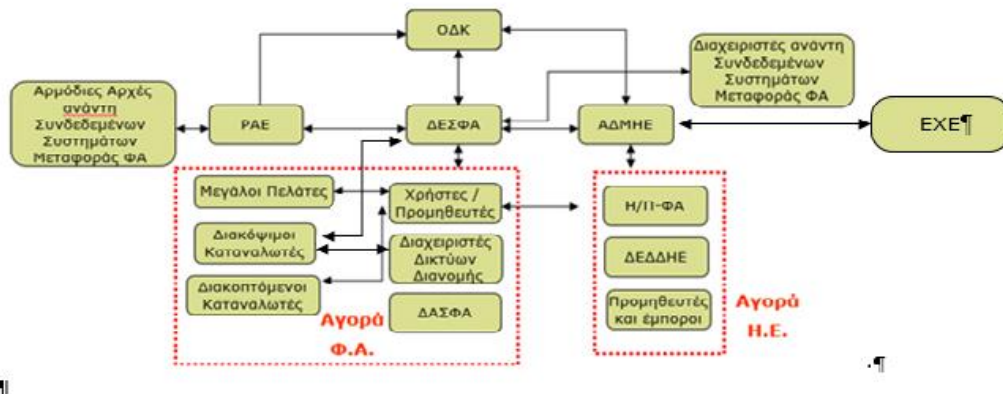 ΟΔΚ
Διαχειριστές ανάντη
Συνδεδεμένων
Συστημάτων
Μεταφοράς ΦΑ
Αρμόδιες Αρχές
ανάντη
Συνδεδεμένων
Συστημάτων
Μεταφοράς ΦΑ
ΡΑΕ
ΔΕΣΦΑ
ΑΔΜΗΕ
ΕΧΕ¶
Μεγάλοι Πελάτες
Χρήστες /
Προμηθευτές
Η/Π-ΦΑ
Διακόψιμοι
Καταναλωτές
Διαχειριστές
Δικτύων
Διανομής
ΔΕΔΔΗΕ
Διακοπτόμενοι
Καταναλωτές
ΔΑΣΦΑ
Προμηθευτές
και έμποροι
Αγορά
Φ.Α.
Αγορά
Η.Ε.
.¶
¶